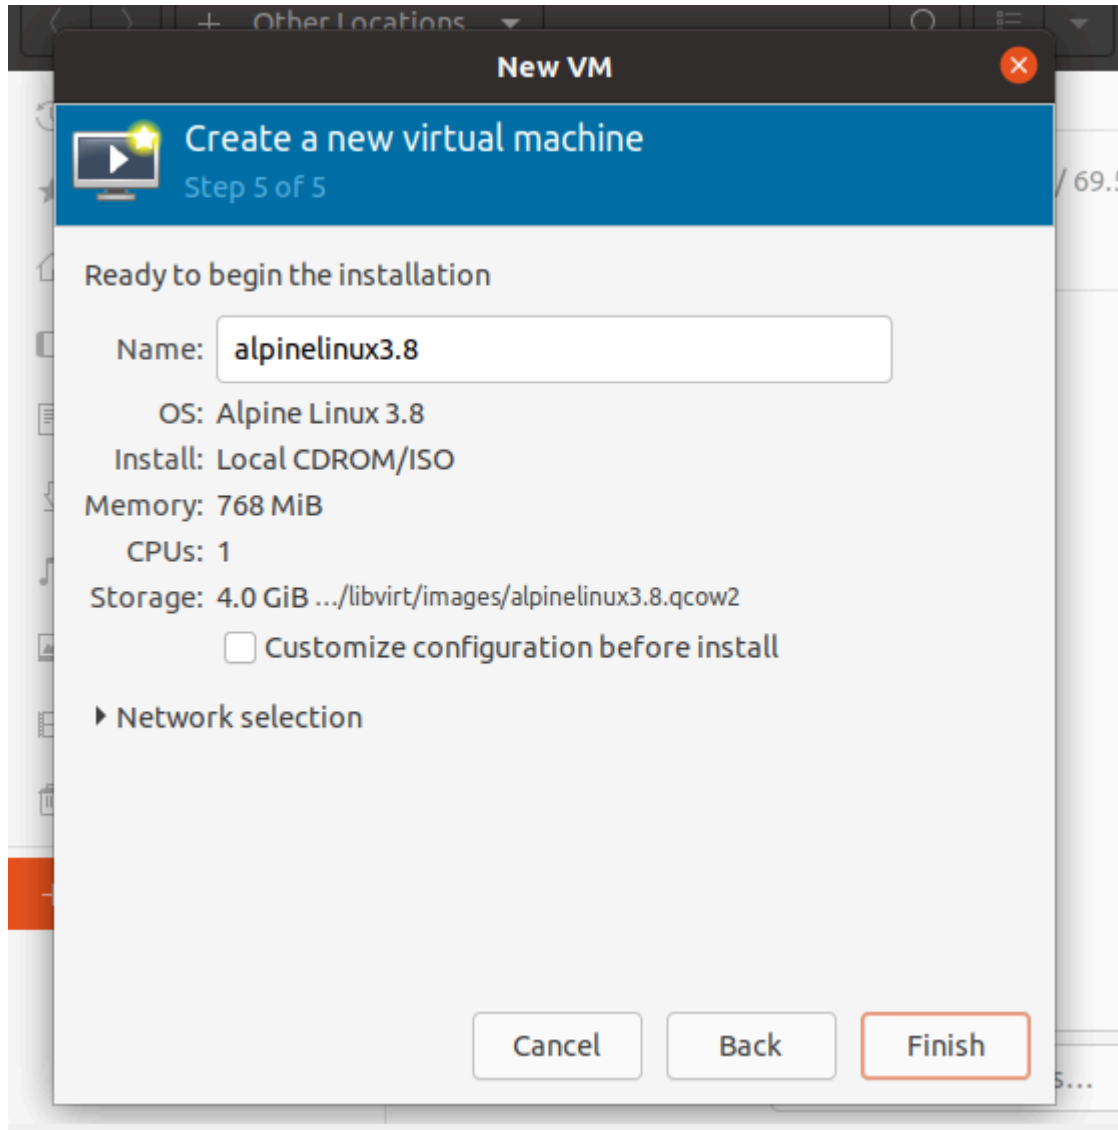 Other Locations
New VM
Create a new virtual machine
Step 5 of 5
/ 69.5
Ready to begin the installation
Name: alpinelinux3.8
OS: Alpine Linux 3.8
Install: Local CDROM/ISO
Memory: 768 MiB
CPUs: 1
Storage: 4.0 GiB .../libvirt/images/alpinelinux3.8.qcow2
Customize configuration before install
Network selection
Cancel Back Finish
s...